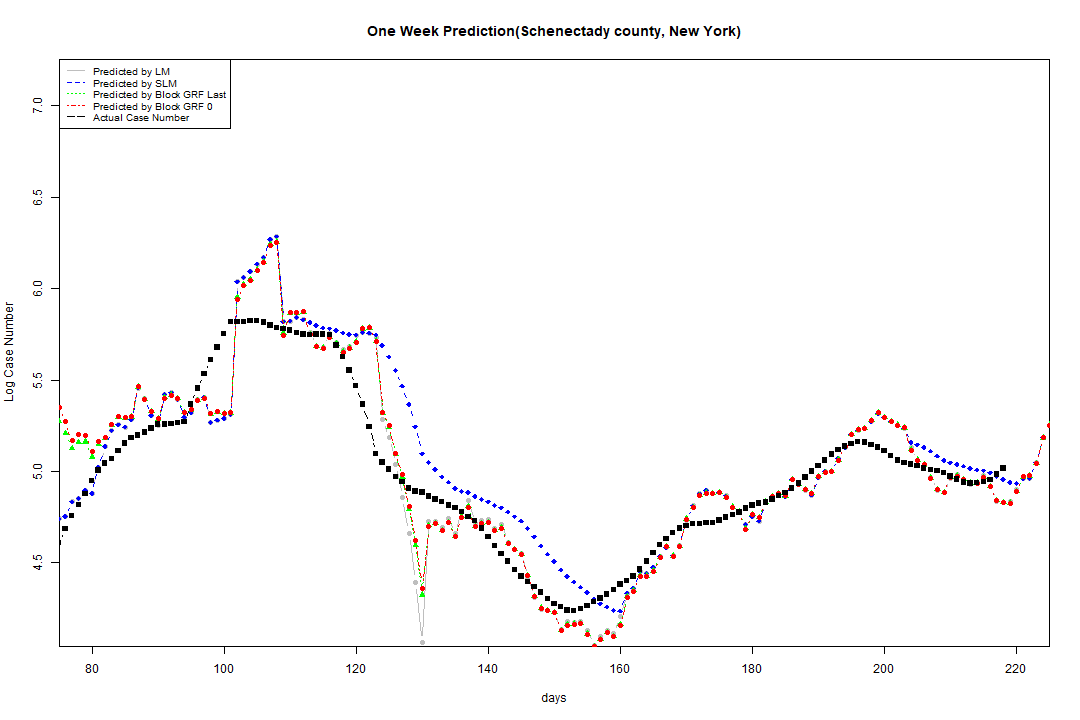 One Week Prediction(Schenectady county, New York)
Predicted by LM
Predicted by SLM
Predicted by Block GRF Last
Predicted by Block GRF 0
Actual Case Number
7.0
6.5
6.0
5.5
5.0
4.5
Log Case Number
80 100 120 140 160 180 200 220
days